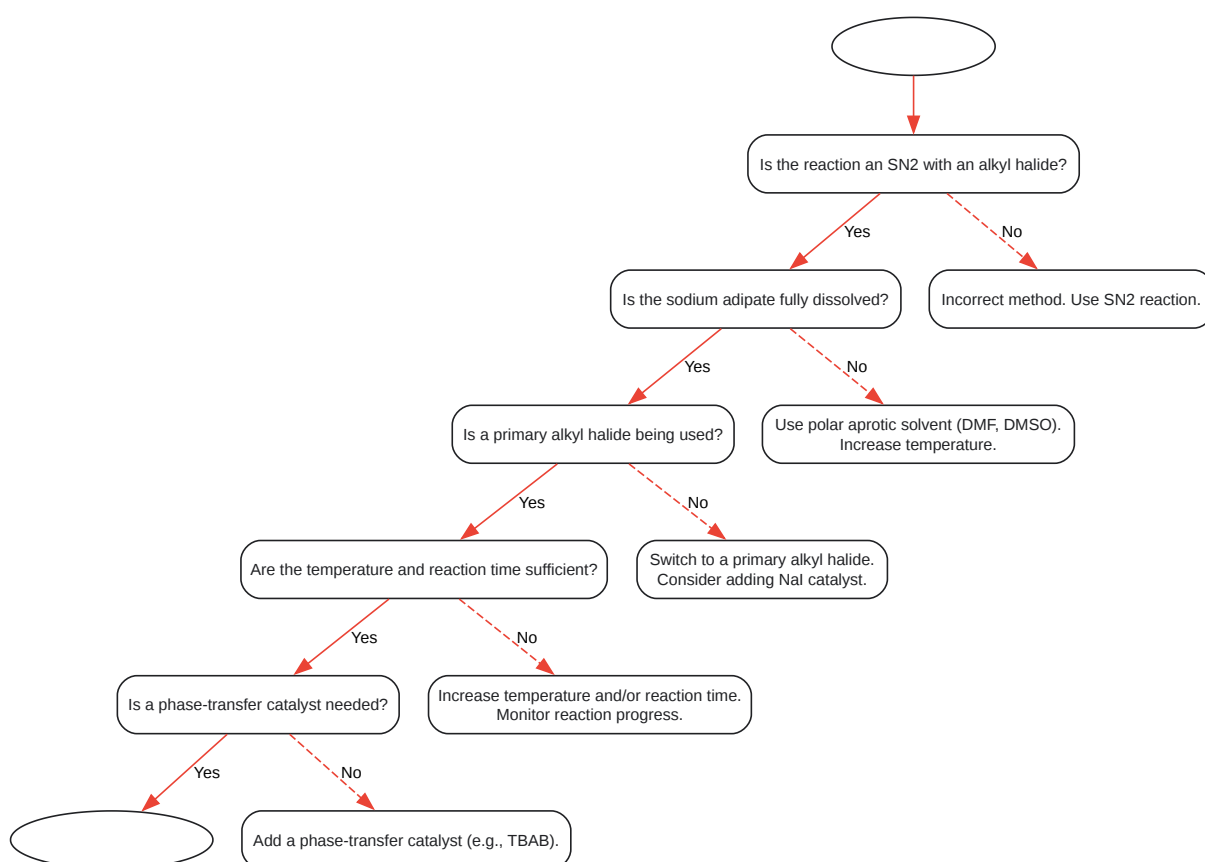 Is the reaction an SN2 with an alkyl halide?
Yes
No
Is the sodium adipate fully dissolved?
Incorrect method. Use SN2 reaction.
Yes
No
Is a primary alkyl halide being used?
Use polar aprotic solvent (DMF, DMSO).
Increase temperature.
Yes
No
Are the temperature and reaction time sufficient?
Switch to a primary alkyl halide.
Consider adding NaI catalyst.
Yes
No
Is a phase-transfer catalyst needed?
Increase temperature and/or reaction time.
Monitor reaction progress.
Yes
No
Add a phase-transfer catalyst (e.g., TBAB).